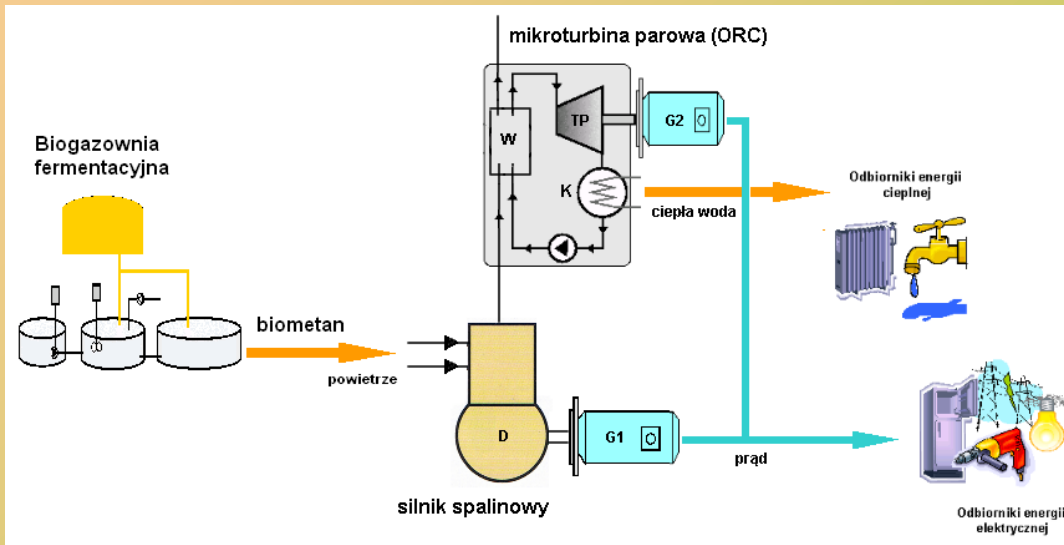 mikroturbina parowa (ORC)
W
TP
G2
K
ciepła woda
Biogazownia
fermentacyjna
Odbiorniki energii
cieplnej
biometan
powietrze
D
G1
prąd
silnik spalinowy
Odbiorniki energii
elektrycznej